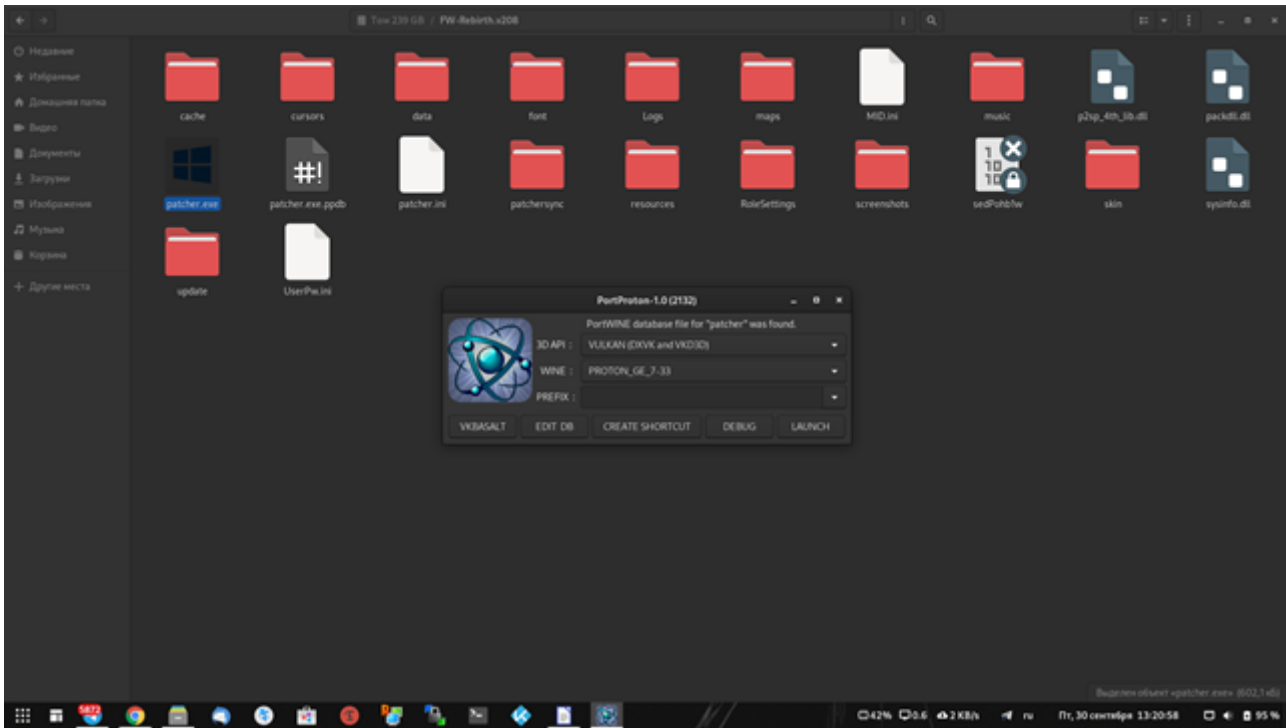 Том 239 GB / FW-Rebirth.v208
Недавние
Избранные
Домашняя папка
Видео
Документы
Загрузки
Изображения
Музыка
Корзина
+ Другие места
cache
cursors
data
font
Logs
maps
MID.ini
music
p2sp_4th_lib.dll
packdll.dll
patcher.exe
#!
patcher.exe.ppdb
patcher.ini
patchersync
resources
RoleSettings
screenshots
skin
sysinfo.dll
update
UserPw.ini
PortProton-1.0 (2132)
PortWINE database file for "patcher" was found.
3D API : VULKAN (DXVK and VKD3D)
WINE : PROTON_GE_7-33
PREFIX :
VKBASALT EDIT DB CREATE SHORTCUT DEBUG LAUNCH
Выделен объект «patcher.exe» (602,1 кБ)
5872
42% 0.6 2 KB/s ru Пт, 30 сентября 13:20:58 95 %